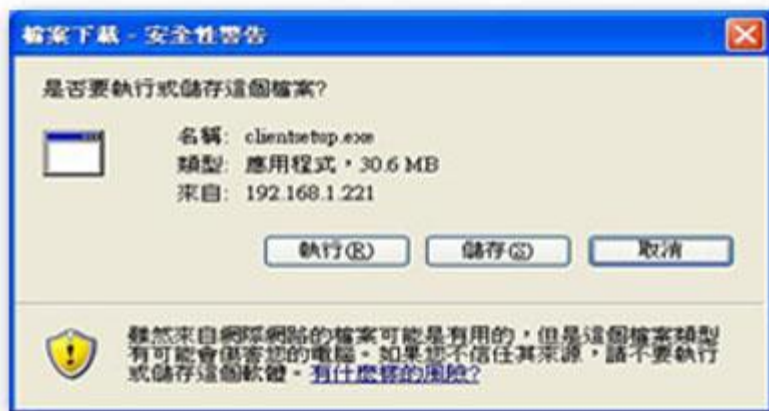 檔案下載 - 安全性警告
是否要執行或儲存這個檔案?
名稱: clientsetup.exe
類型: 應用程式，30.6 MB
來自: 192.168.1.221
執行(R) 儲存(S) 取消
雖然來自網際網路的檔案可能是有用的，但是這個檔案類型
有可能會傷害您的電腦。如果您不信任其來源，請不要執行
或儲存這個軟體。有什麼樣的風險?